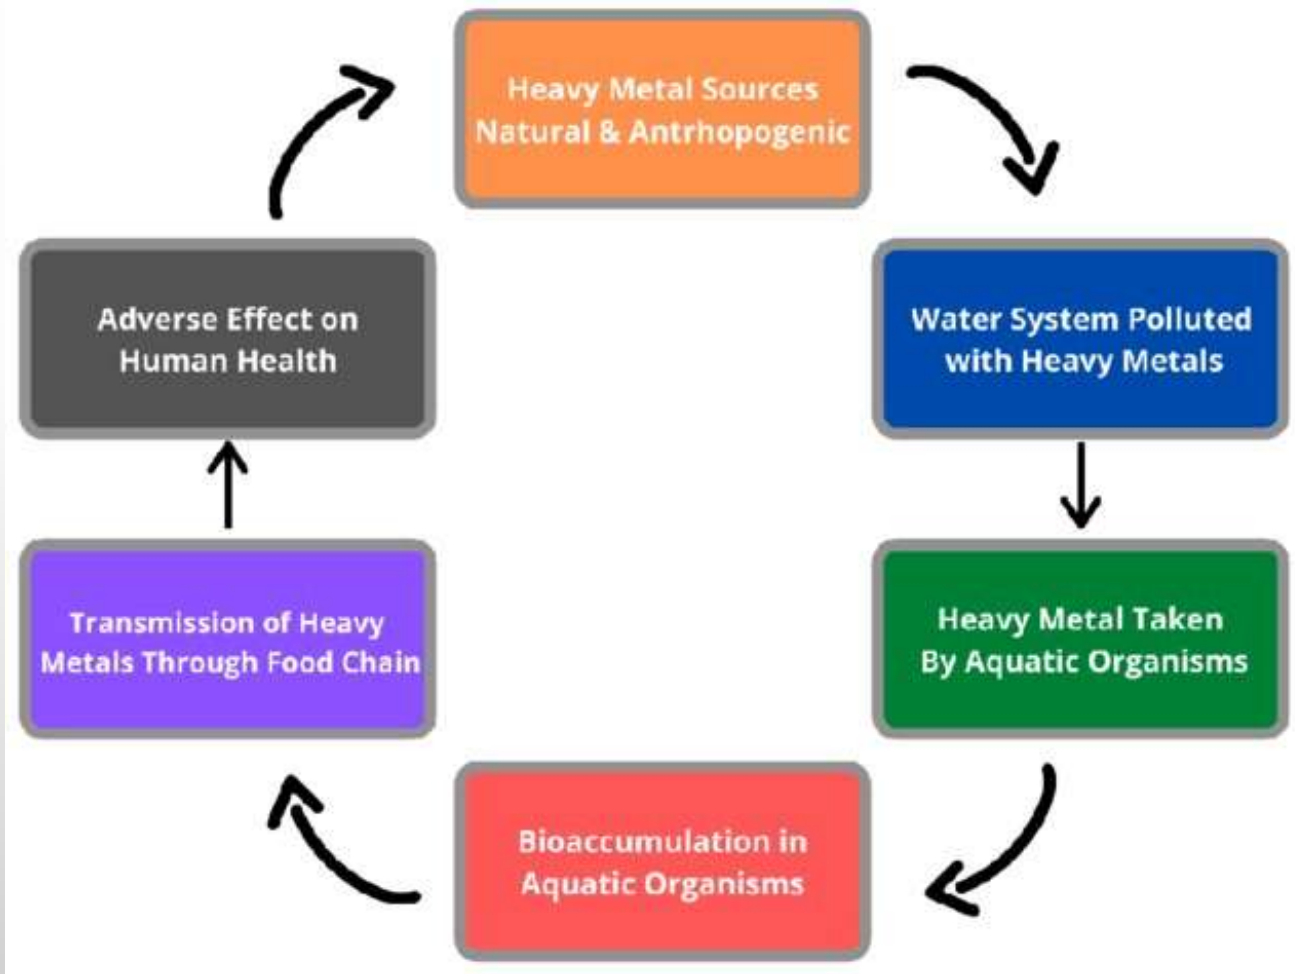 Heavy Metal Sources
Natural & Antrhopogenic
Water System Polluted
with Heavy Metals
Heavy Metal Taken
By Aquatic Organisms
Bioaccumulation in
Aquatic Organisms
Transmission of Heavy
Metals Through Food Chain
Adverse Effect on
Human Health